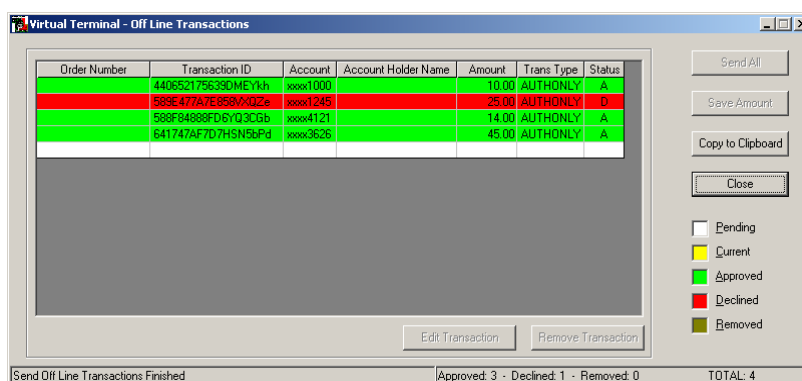 Virtual Terminal - Off Line Transactions
Order Number Transaction ID Account Account Holder Name Amount Trans Type Status
440652175639DMEYkh xxxx1000 10.00 AUTHONLY A
589E477A7E858VXQZe xxxx1245 25.00 AUTHONLY D
588F84888FD6YQ3CGb xxxx4121 14.00 AUTHONLY A
641747AF7D7HSN5bPd xxxx3626 45.00 AUTHONLY A
Send All
Save Amount
Copy to Clipboard
Close
Pending
Current
Approved
Declined
Removed
Edit Transaction Remove Transaction
Send Off Line Transactions Finished Approved: 3 - Declined: 1 - Removed: 0 TOTAL: 4